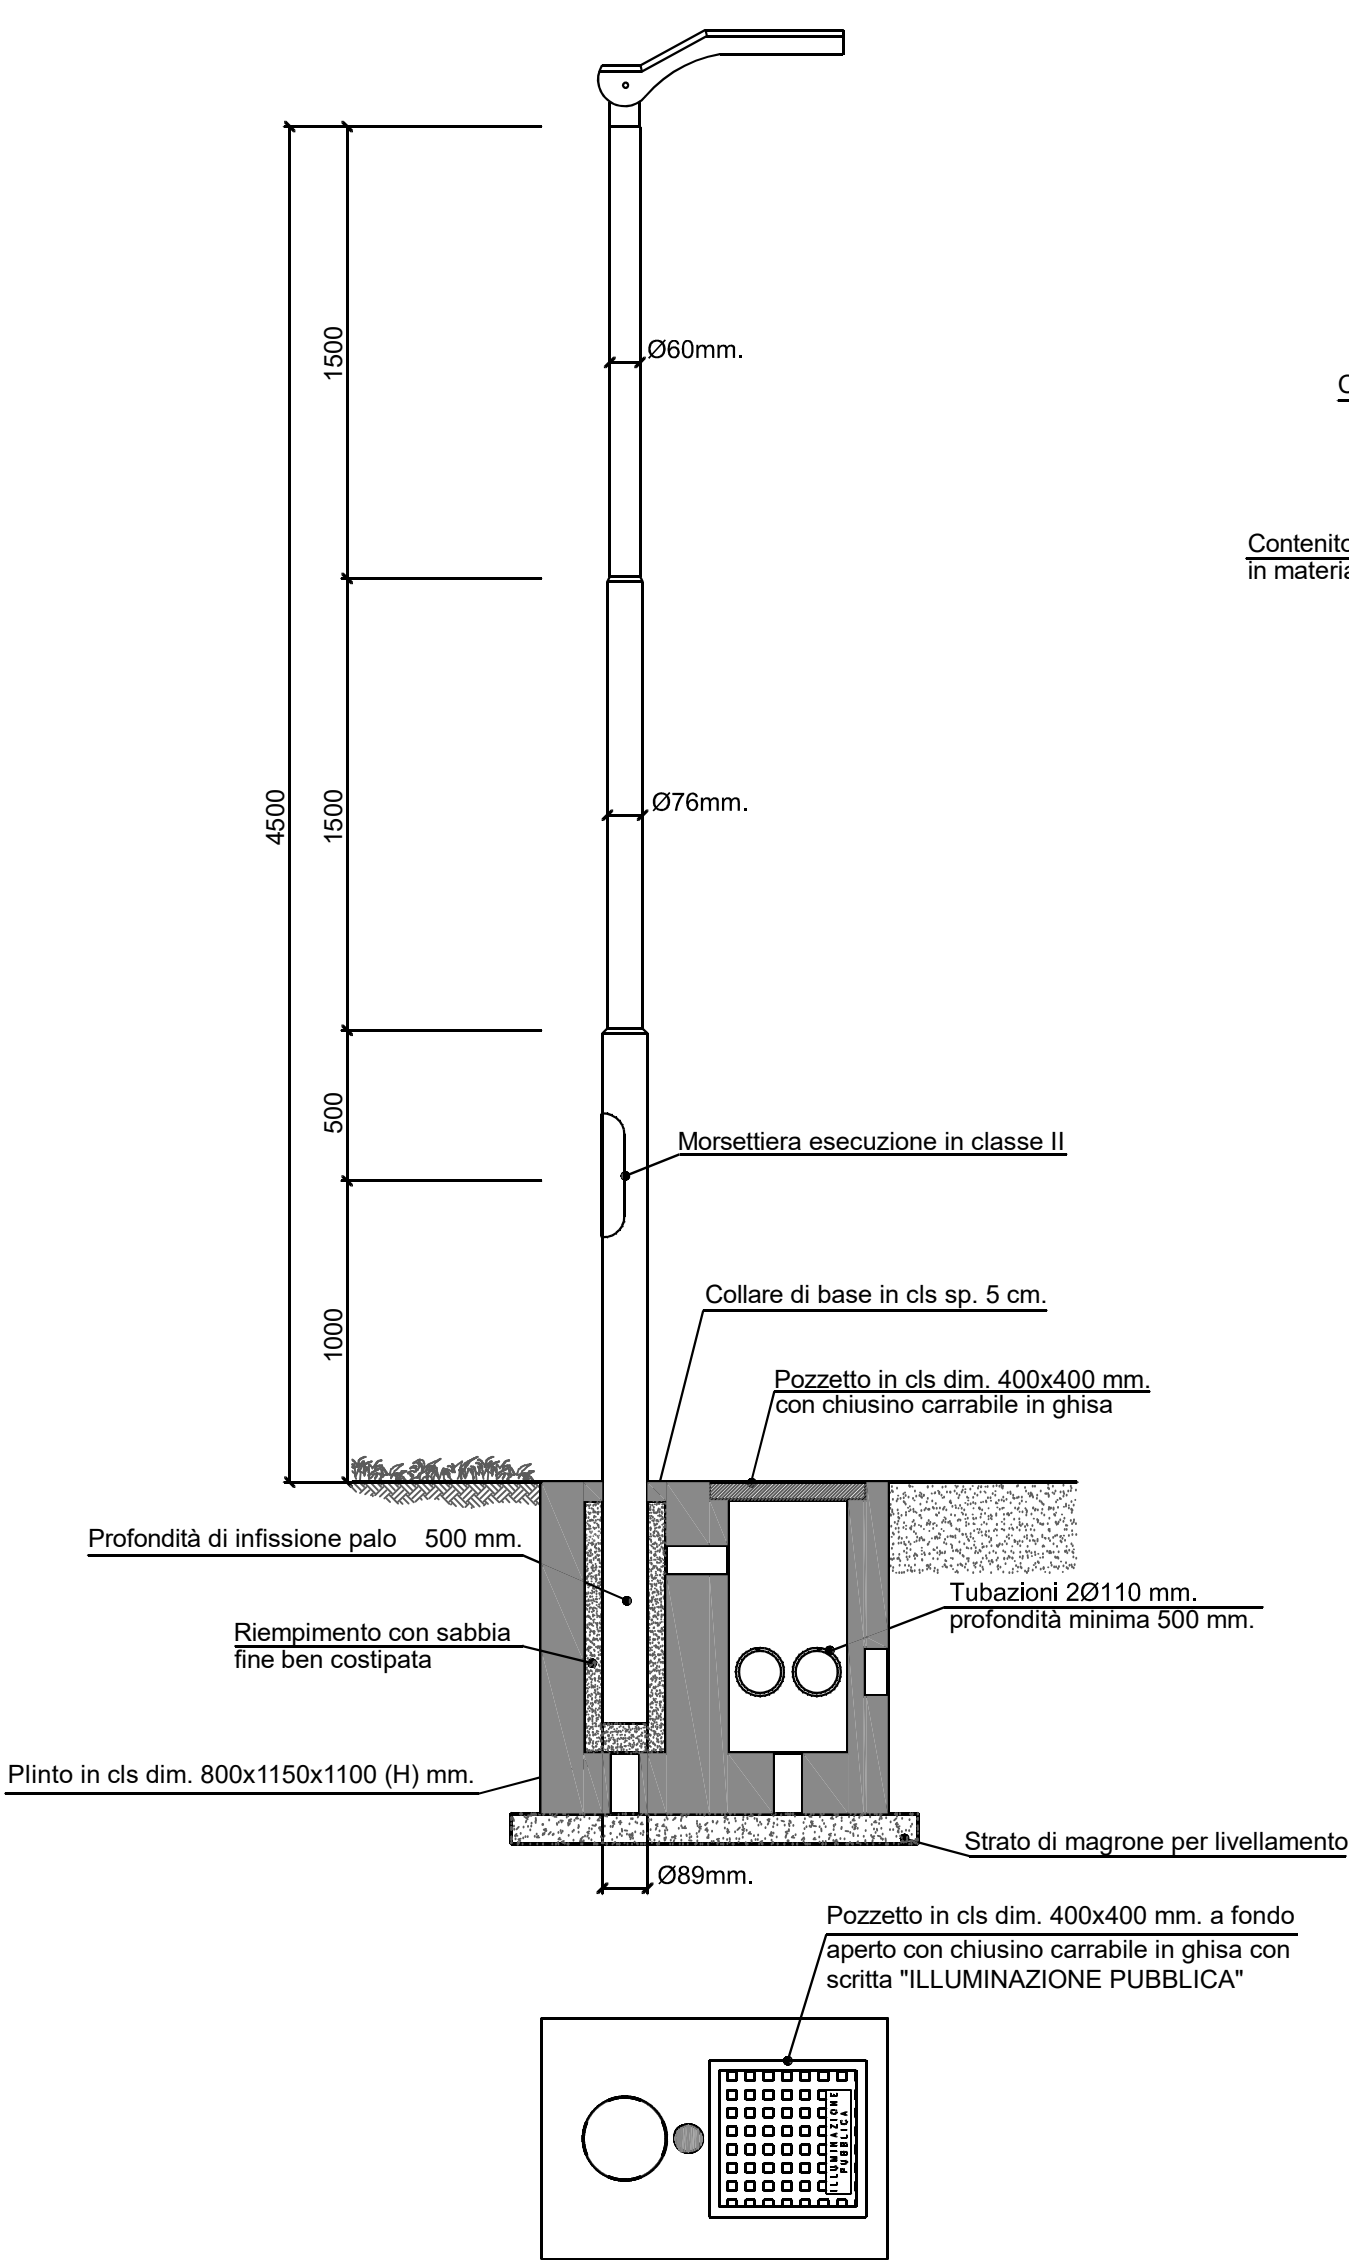 1500
Ø60mm.
Contenito
in materia
4500
1500
Ø76mm.
500
Morsettiera esecuzione in classe II
1000
Collare di base in cls sp. 5 cm.
Pozzetto in cls dim. 400x400 mm.
con chiusino carrabile in ghisa
Profondità di infissione palo 500 mm.
Tubazioni 2Ø110 mm.
profondità minima 500 mm.
Riempimento con sabbia
fine ben costipata
Plinto in cls dim. 800x1150x1100 (H) mm.
Strato di magrone per livellamento
Ø89mm.
Pozzetto in cls dim. 400x400 mm. a fondo
aperto con chiusino carrabile in ghisa con
scritta "ILLUMINAZIONE PUBBLICA"
ILLUMINAZIONE
PUBBLICA